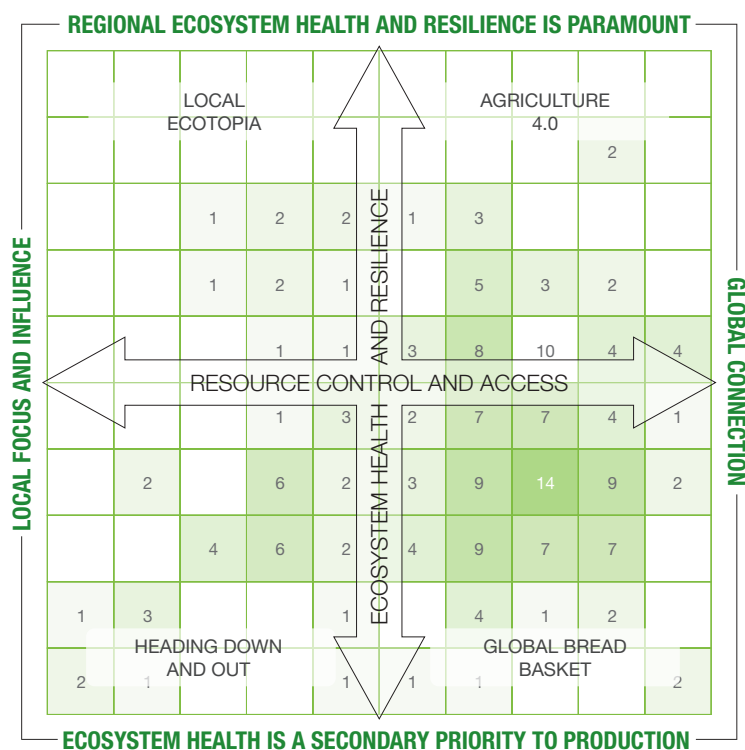 REGIONAL ECOSYSTEM HEALTH AND RESILIENCE IS PARAMOUNT
LOCAL
ECOTOPIA
AGRICULTURE
4.0
2
1 2 2 1 3
1 2 1 5 3 2
1 1 3 8 10 4 4
RESOURCE CONTROL AND ACCESS
ECOSYSTEM HEALTH AND RESILIENCE
LOCAL FOCUS AND INFLUENCE
GLOBAL CONNECTION
1 3 2 7 7 4 1
2 6 2 3 9 14 9 2
4 6 2 4 9 7 7
1 3 1 4 1 2
HEADING DOWN
AND OUT
GLOBAL BREAD
BASKET
2 1 1 1 1 2
ECOSYSTEM HEALTH IS A SECONDARY PRIORITY TO PRODUCTION